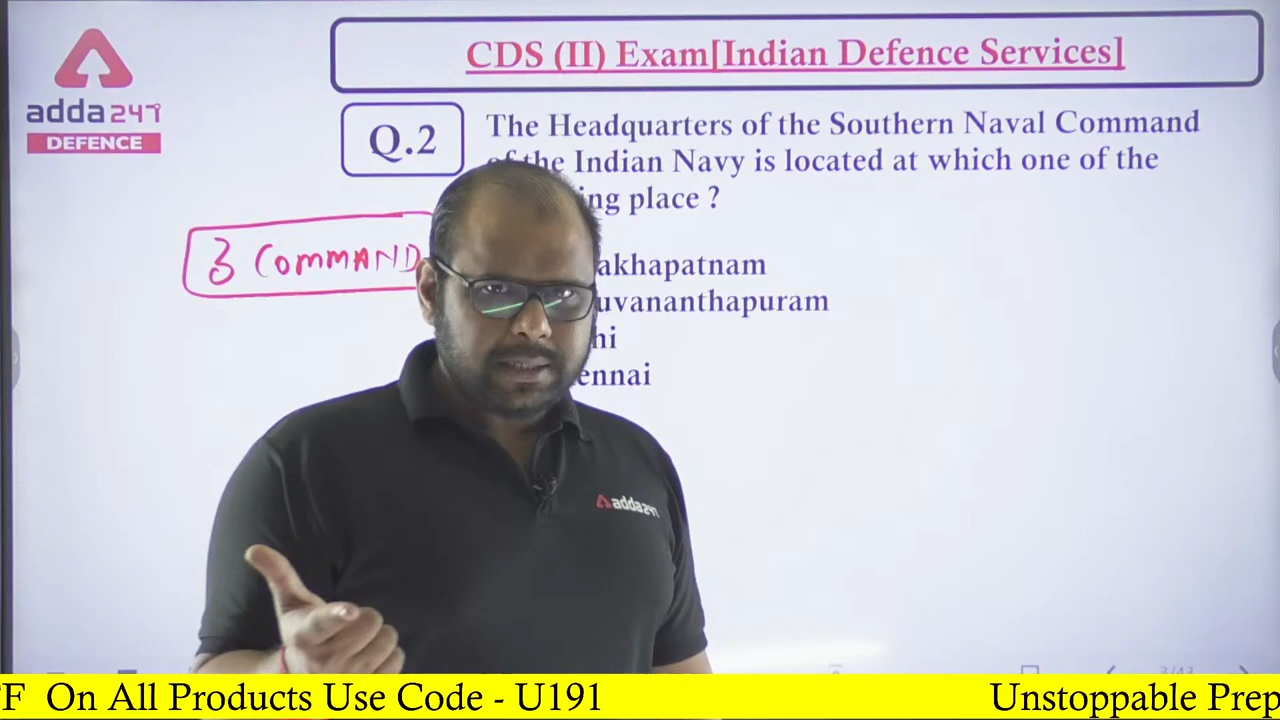 CDS (II) Exam[Indian Defence Services]
adda247
DEFENCE
Q.2
The Headquarters of the Southern Naval Command
of the Indian Navy is located at which one of the
ing place ?
3 COMMAND
akhapatnam
uvananthapuram
hi
ennai
adda247
3/43
F On All Products Use Code - U191
Unstoppable Prep